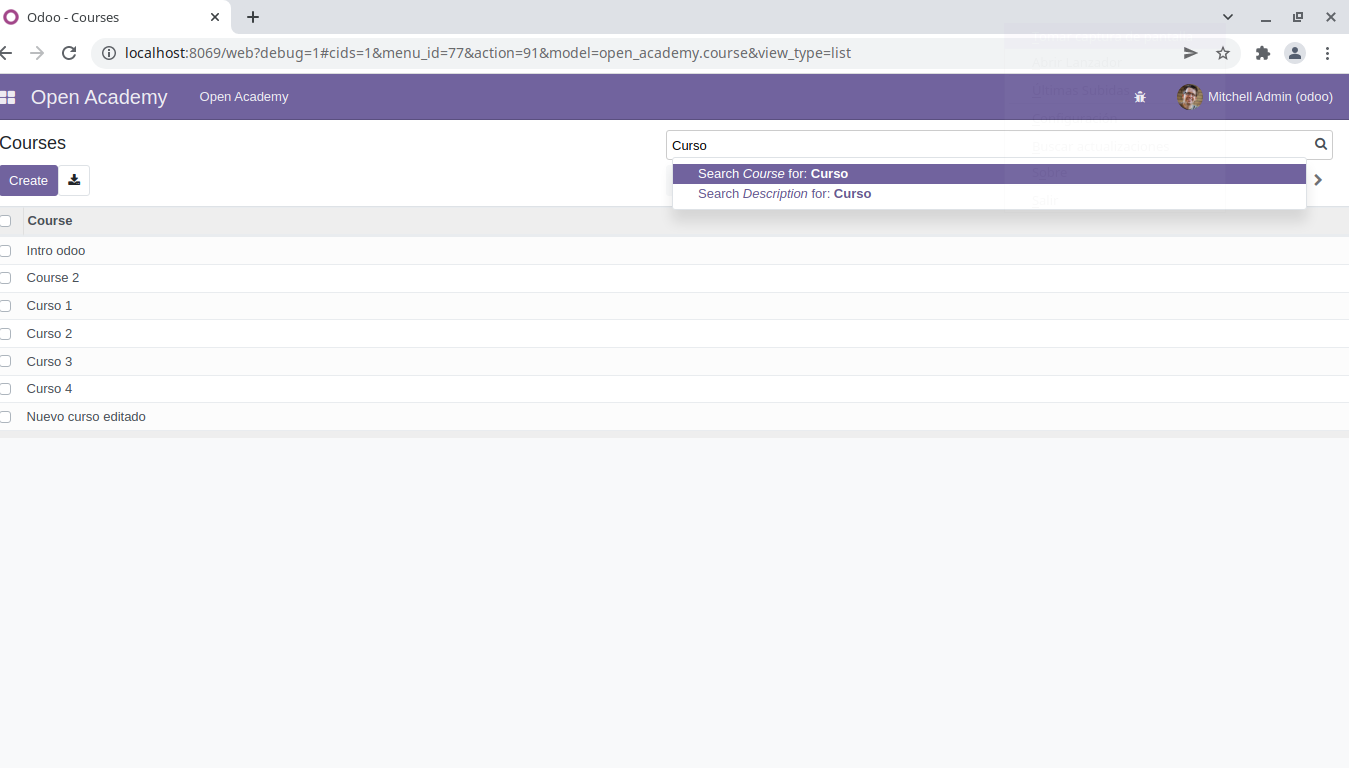 Odoo - Courses
localhost:8069/web?debug=1#cids=1&menu_id=77&action=91&model=open_academy.course&view_type=list
Open Academy Open Academy Mitchell Admin (odoo)
Courses
Curso
Create
Search Course for: Curso
Search Description for: Curso
Course
Intro odoo
Course 2
Curso 1
Curso 2
Curso 3
Curso 4
Nuevo curso editado